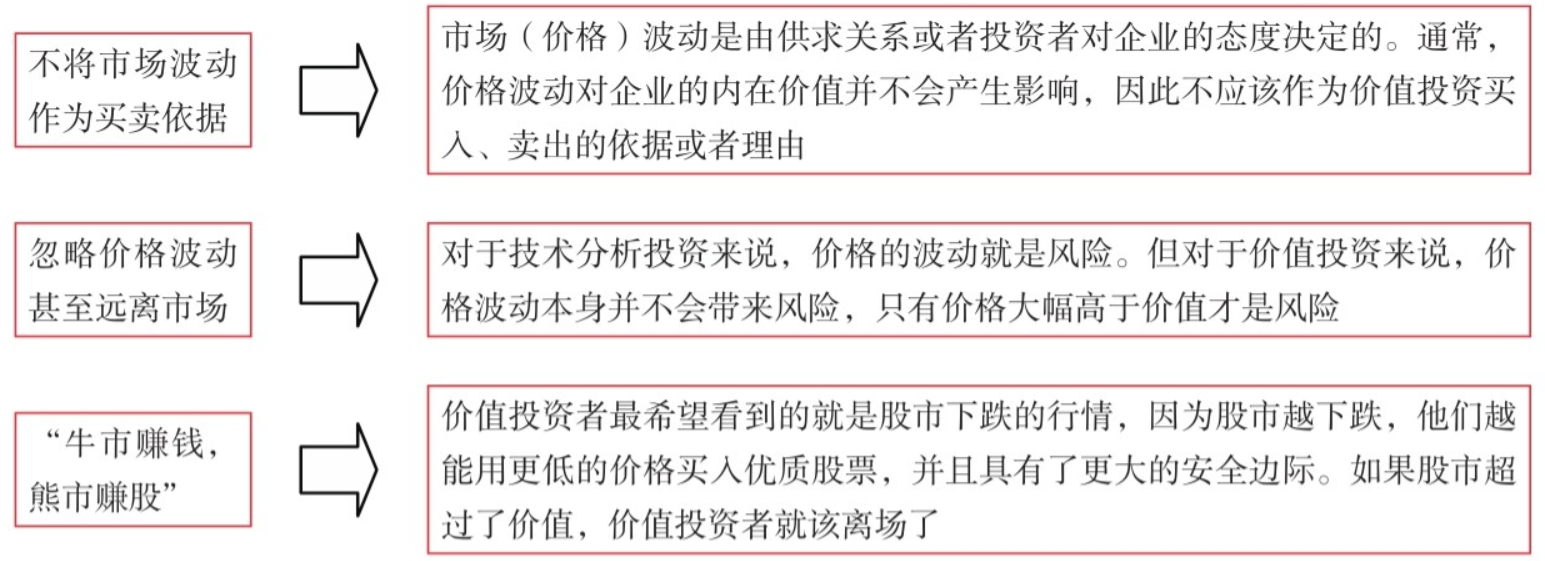 不将市场波动
作为买卖依据
市场（价格）波动是由供求关系或者投资者对企业的态度决定的。通常，
价格波动对企业的内在价值并不会产生影响，因此不应该作为价值投资买
入、卖出的依据或者理由
忽略价格波动
甚至远离市场
对于技术分析投资来说，价格的波动就是风险。但对于价值投资来说，价
格波动本身并不会带来风险，只有价格大幅高于价值才是风险
“牛市赚钱，
熊市赚股”
价值投资者最希望看到的就是股市下跌的行情，因为股市越下跌，他们越
能用更低的价格买入优质股票，并且具有了更大的安全边际。如果股市超
过了价值，价值投资者就该离场了